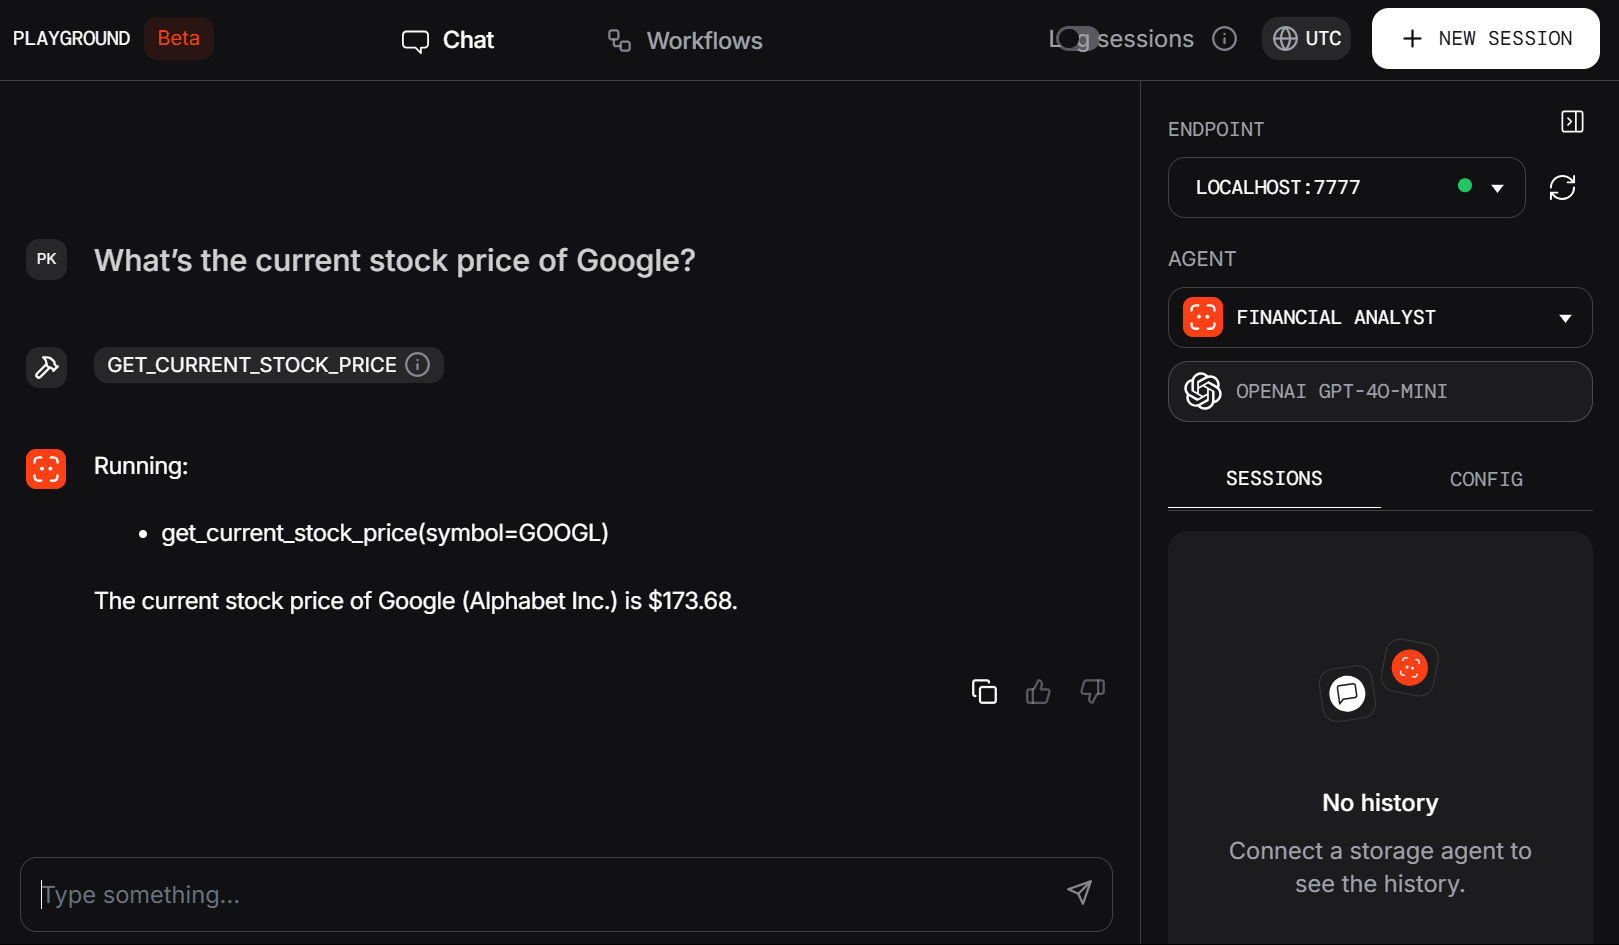 PLAYGROUND Beta
Chat
Workflows
Log sessions
UTC
+ NEW SESSION
PK
What’s the current stock price of Google?
GET_CURRENT_STOCK_PRICE
Running:
• get_current_stock_price(symbol=GOOGL)
The current stock price of Google (Alphabet Inc.) is $173.68.
Type something...
ENDPOINT
LOCALHOST:7777
AGENT
FINANCIAL ANALYST
OPENAI GPT-4O-MINI
SESSIONS
CONFIG
No history
Connect a storage agent to
see the history.